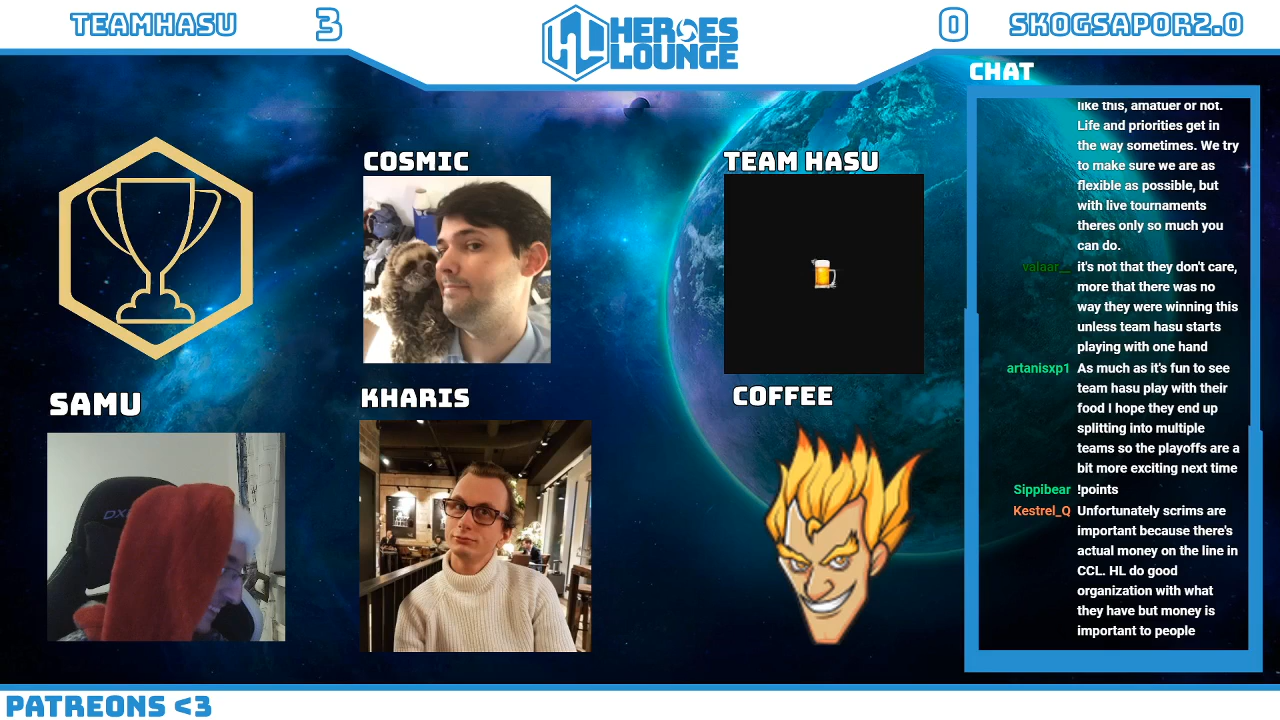 TEAMHASU 3
HEROES
LOUNGE
0 SKOGSAPOR2.0
CHAT
COSMIC
TEAM HASU
SAMU
KHARIS
COFFEE
like this, amatuer or not.
Life and priorities get in
the way sometimes. We try
to make sure we are as
flexible as possible, but
with live tournaments
theres only so much you
can do.
valaar__ it's not that they don't care,
more that there was no
way they were winning this
unless team hasu starts
playing with one hand
artanisxp1 As much as it's fun to see
team hasu play with their
food I hope they end up
splitting into multiple
teams so the playoffs are a
bit more exciting next time
Sippibear !points
Kestrel_Q Unfortunately scrims are
important because there's
actual money on the line in
CCL. HL do good
organization with what
they have but money is
important to people
PATREONS <3